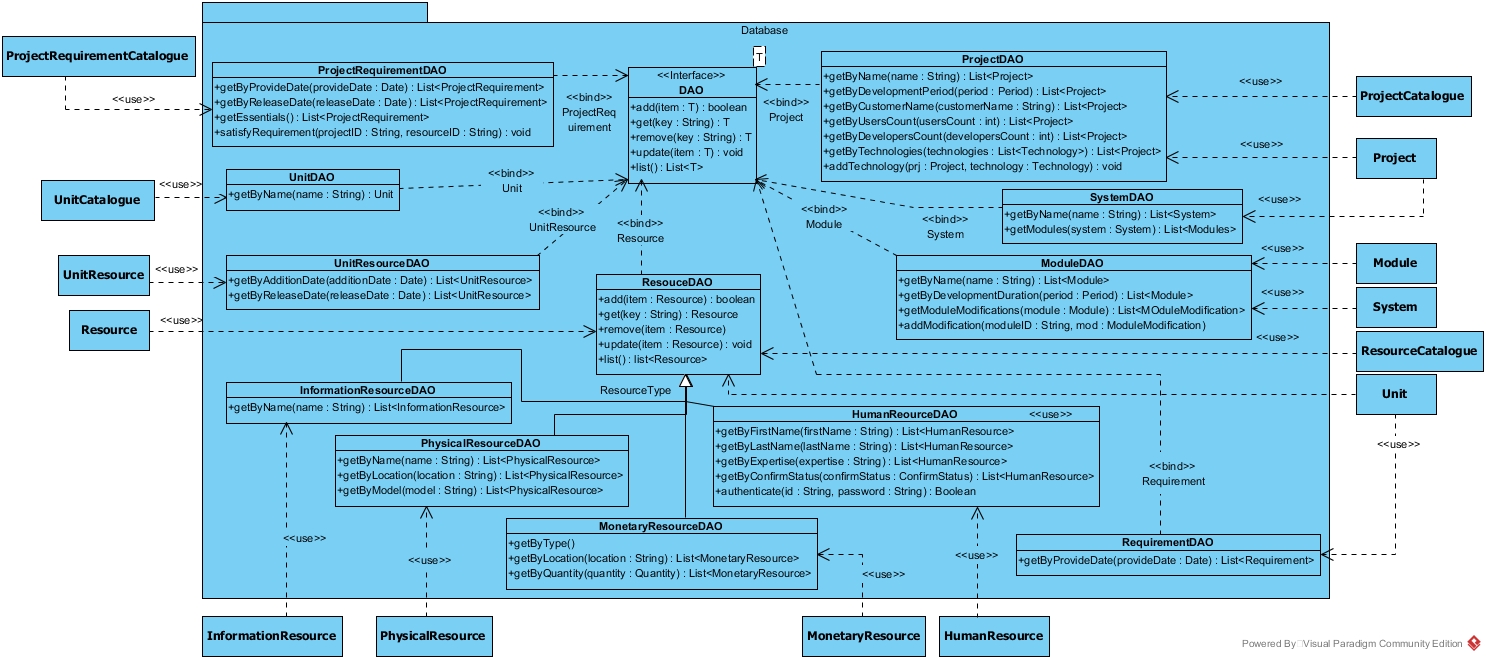 Database
ProjectRequirementCatalogue
<<use>>
ProjectRequirementDAO
+getByProvideDate(provideDate : Date) : List<ProjectRequirement>
+getByReleaseDate(releaseDate : Date) : List<ProjectRequirement>
+getEssentials() : List<ProjectRequirement>
+satisfyRequirement(projectID : String, resourceID : String) : void
<<bind>>
ProjectReq
uirement
T
<<Interface>>
DAO
+add(item : T) : boolean
+get(key : String) : T
+remove(key : String) : T
+update(item : T) : void
+list() : List<T>
<<bind>>
Project
ProjectDAO
+getByName(name : String) : List<Project>
+getByDevelopmentPeriod(period : Period) : List<Project>
+getByCustomerName(customerName : String) : List<Project>
+getByUsersCount(usersCount : int) : List<Project>
+getByDevelopersCount(developersCount : int) : List<Project>
+getByTechnologies(technologies : List<Technology>) : List<Project>
+addTechnology(prj : Project, technology : Technology) : void
<<use>>
ProjectCatalogue
<<use>>
Project
<<use>>
UnitCatalogue
<<use>>
UnitDAO
+getByName(name : String) : Unit
<<bind>>
Unit
<<bind>>
UnitResource
<<bind>>
Resource
<<bind>>
Module
<<bind>>
System
SystemDAO
+getByName(name : String) : List<System>
+getModules(system : System) : List<Modules>
UnitResource
<<use>>
UnitResourceDAO
+getByAdditionDate(additionDate : Date) : List<UnitResource>
+getByReleaseDate(releaseDate : Date) : List<UnitResource>
ModuleDAO
+getByName(name : String) : List<Module>
+getByDevelopmentDuration(period : Period) : List<Module>
+getModuleModifications(module : Module) : List<MOduleModification>
+addModification(moduleID : String, mod : ModuleModification)
<<use>>
Module
<<use>>
System
<<use>>
ResourceCatalogue
Resource
<<use>>
ResouceDAO
+add(item : Resource) : boolean
+get(key : String) : Resource
+remove(item : Resource)
+update(item : Resource) : void
+list() : list<Resource>
ResourceType
Unit
<<use>>
InformationResourceDAO
+getByName(name : String) : List<InformationResource>
HumanReourceDAO
<<use>>
+getByFirstName(firstName : String) : List<HumanResource>
+getByLastName(lastName : String) : List<HumanResource>
+getByExpertise(expertise : String) : List<HumanResource>
+getByConfirmStatus(confirmStatus : ConfirmStatus) : List<HumanResource>
+authenticate(id : String, password : String) : Boolean
PhysicalResourceDAO
+getByName(name : String) : List<PhysicalResource>
+getByLocation(location : String) : List<PhysicalResource>
+getByModel(model : String) : List<PhysicalResource>
<<bind>>
Requirement
MonetaryResourceDAO
+getByType()
+getByLocation(location : String) : List<MonetaryResource>
+getByQuantity(quantity : Quantity) : List<MonetaryResource>
RequirementDAO
+getByProvideDate(provideDate : Date) : List<Requirement>
<<use>>
<<use>>
<<use>>
<<use>>
InformationResource
PhysicalResource
MonetaryResource
HumanResource
Powered By Visual Paradigm Community Edition